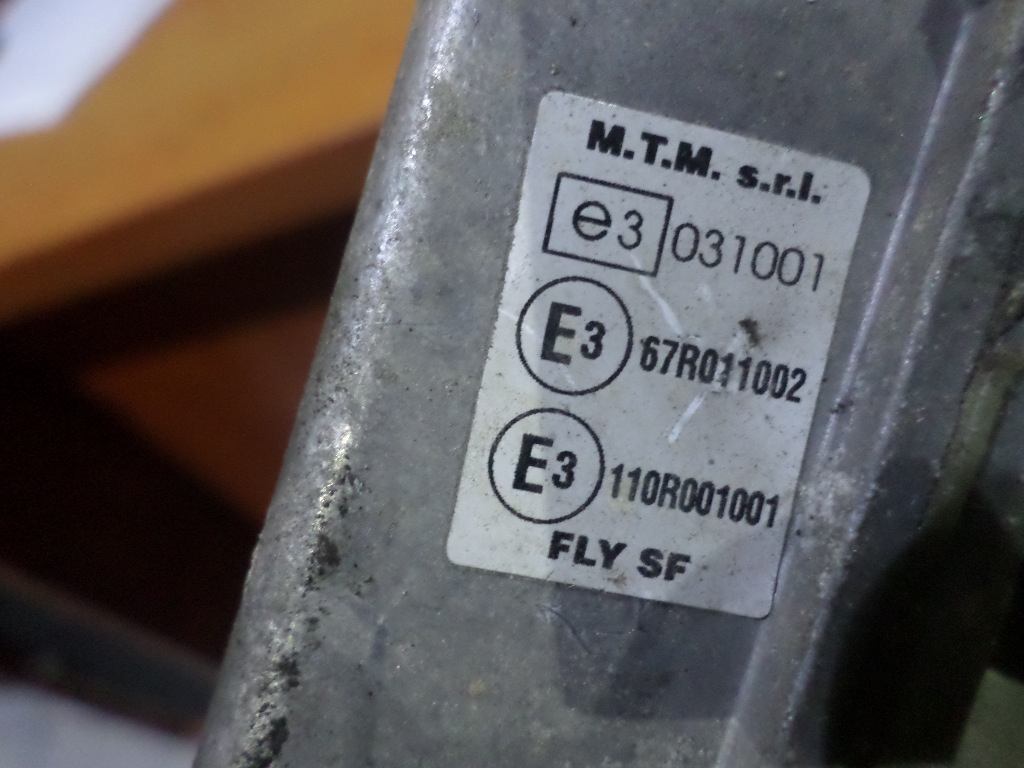 M.T.M. s.r.l.
e3 031001
E3 67R011002
E3 110R001001
FLY SF